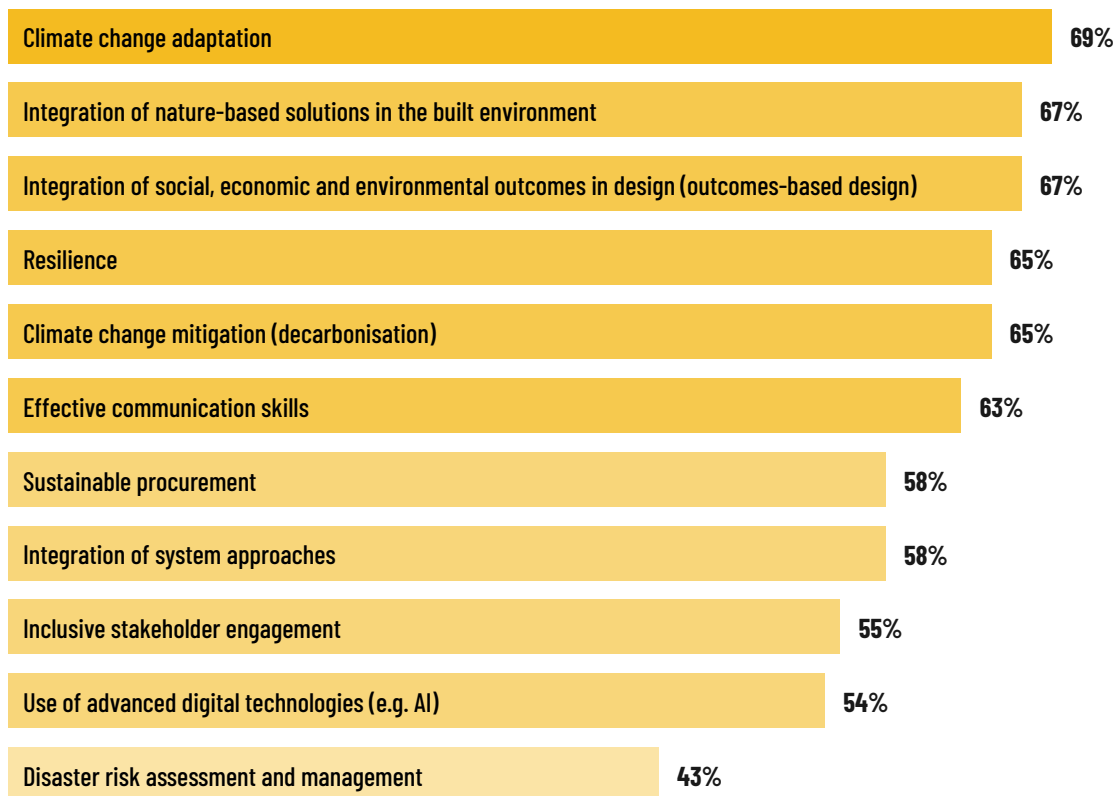 Climate change adaptation 69%
Integration of nature-based solutions in the built environment 67%
Integration of social, economic and environmental outcomes in design (outcomes-based design) 67%
Resilience 65%
Climate change mitigation (decarbonisation) 65%
Effective communication skills 63%
Sustainable procurement 58%
Integration of system approaches 58%
Inclusive stakeholder engagement 55%
Use of advanced digital technologies (e.g. AI) 54%
Disaster risk assessment and management 43%